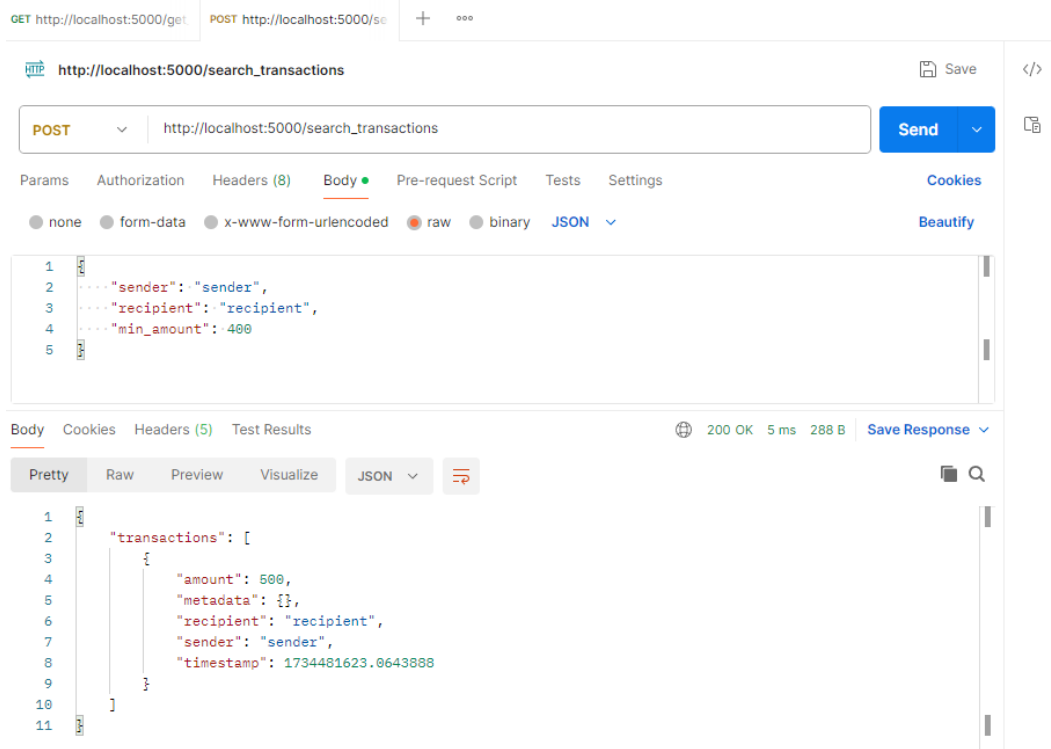 GET http://localhost:5000/get_ POST http://localhost:5000/se
HTTP http://localhost:5000/search_transactions Save </>
POST http://localhost:5000/search_transactions Send
Params Authorization Headers (8) Body Pre-request Script Tests Settings Cookies
none form-data x-www-form-urlencoded raw binary JSON Beautify
1 {
2 "sender": "sender",
3 "recipient": "recipient",
4 "min_amount": 400
5 }
Body Cookies Headers (5) Test Results 200 OK 5 ms 288 B Save Response
Pretty Raw Preview Visualize JSON
1 {
2 "transactions": [
3 {
4 "amount": 500,
5 "metadata": {},
6 "recipient": "recipient",
7 "sender": "sender",
8 "timestamp": 1734481623.0643888
9 }
10 ]
11 }